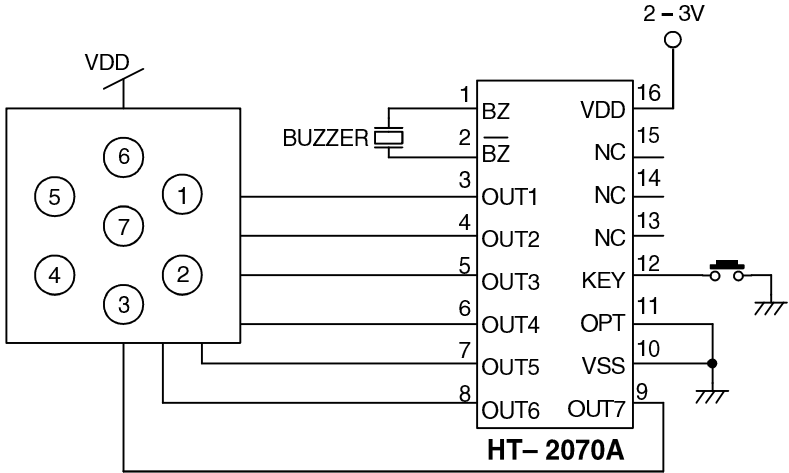 2 – 3V
VDD
6
5
1
7
4
2
3
BUZZER
1
BZ
2
BZ
3
OUT1
4
OUT2
5
OUT3
6
OUT4
7
OUT5
8
OUT6
16
VDD
15
NC
14
NC
13
NC
12
KEY
11
OPT
10
VSS
9
OUT7
HT– 2070A